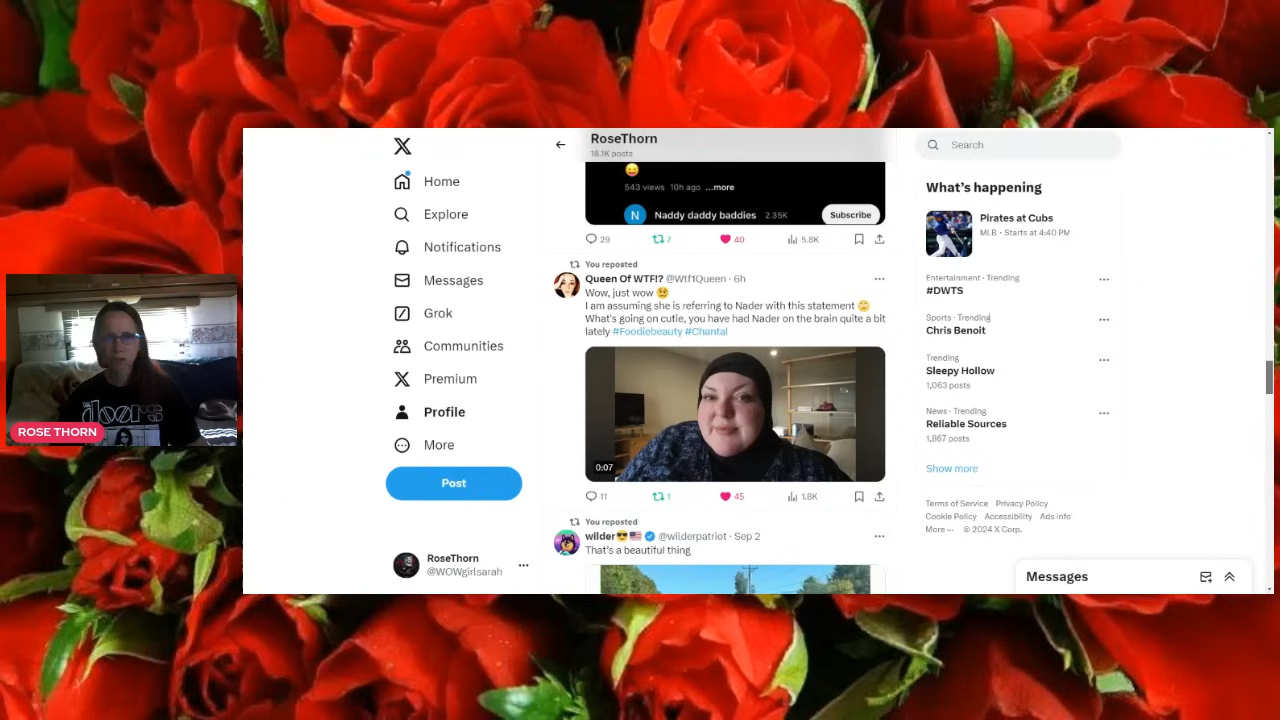 RoseThorn
18.1K posts
543 views 10h ago ...more
N Naddy daddy baddies 2.35K Subscribe
29 7 40 5.8K
You reposted
Queen Of WTF!? @Wtf1Queen · 6h
Wow, just wow
I am assuming she is referring to Nader with this statement
What's going on cutie, you have had Nader on the brain quite a bit
lately #Foodiebeauty #Chantal
0:07
11 1 45 1.8K
You reposted
wilder @wilderpatriot · Sep 2
That's a beautiful thing
Home
Explore
Notifications
Messages
Grok
Communities
Premium
Profile
More
Post
RoseThorn
@WOWgirlsarah
Search
What's happening
Pirates at Cubs
MLB · Starts at 4:40 PM
Entertainment · Trending
#DWTS
Sports · Trending
Chris Benoit
Trending
Sleepy Hollow
1,063 posts
News · Trending
Reliable Sources
1,867 posts
Show more
Terms of Service Privacy Policy
Cookie Policy Accessibility Ads info
More ··· © 2024 X Corp.
Messages
doors
ROSE THORN